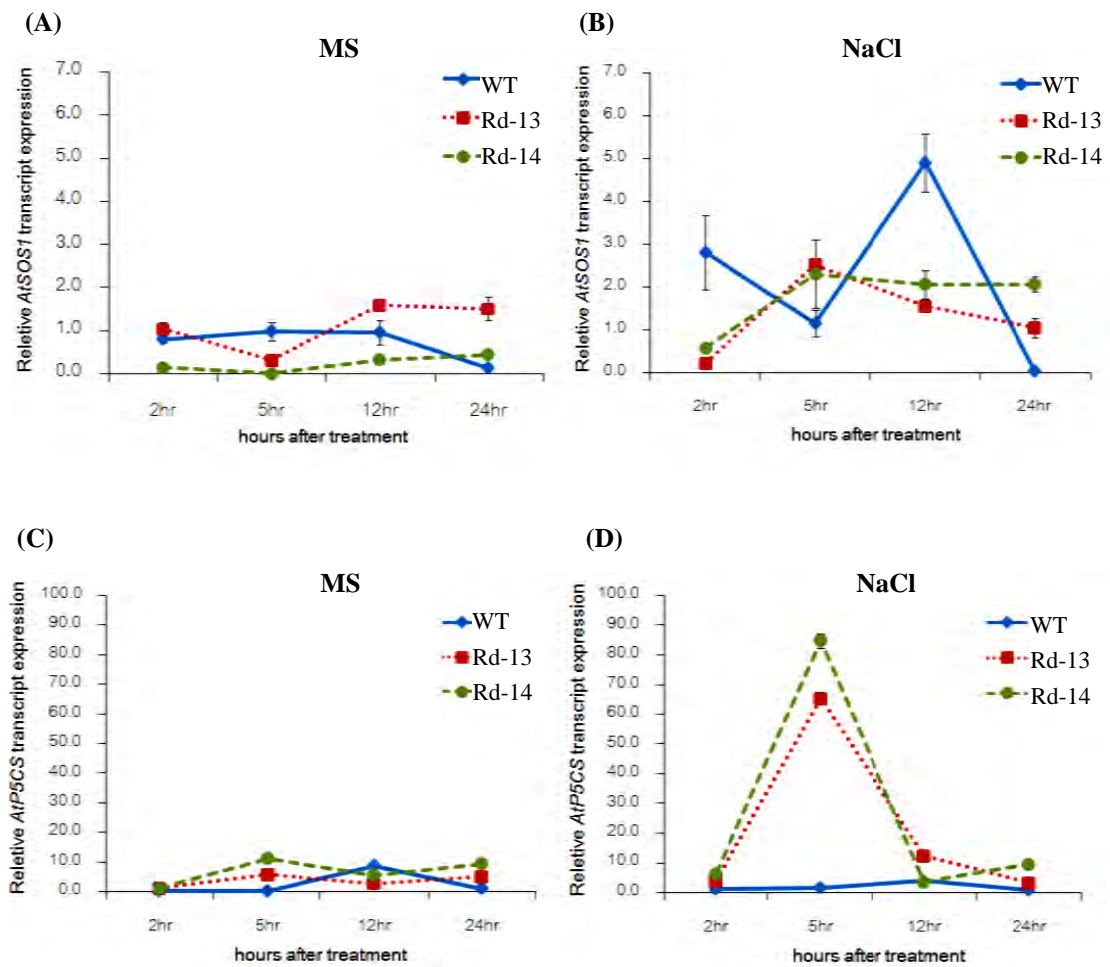 (A)
MS
Reletive AtSOS1 transcript expression
7.0
6.0
5.0
4.0
3.0
2.0
1.0
0.0
WT
Rd-13
Rd-14
2hr
5hr
12hr
24hr
hours after treatment
(B)
NaCl
Reletive AtSOS1 transcript expression
7.0
6.0
5.0
4.0
3.0
2.0
1.0
0.0
WT
Rd-13
Rd-14
2hr
5hr
12hr
24hr
hours after treatment
(C)
MS
Reletive AtP5CS transcript expression
100.0
90.0
80.0
70.0
60.0
50.0
40.0
30.0
20.0
10.0
0.0
WT
Rd-13
Rd-14
2hr
5hr
12hr
24hr
hours after treatment
(D)
NaCl
Reletive AtP5CS transcript expression
100.0
90.0
80.0
70.0
60.0
50.0
40.0
30.0
20.0
10.0
0.0
WT
Rd-13
Rd-14
2hr
5hr
12hr
24hr
hours after treatment